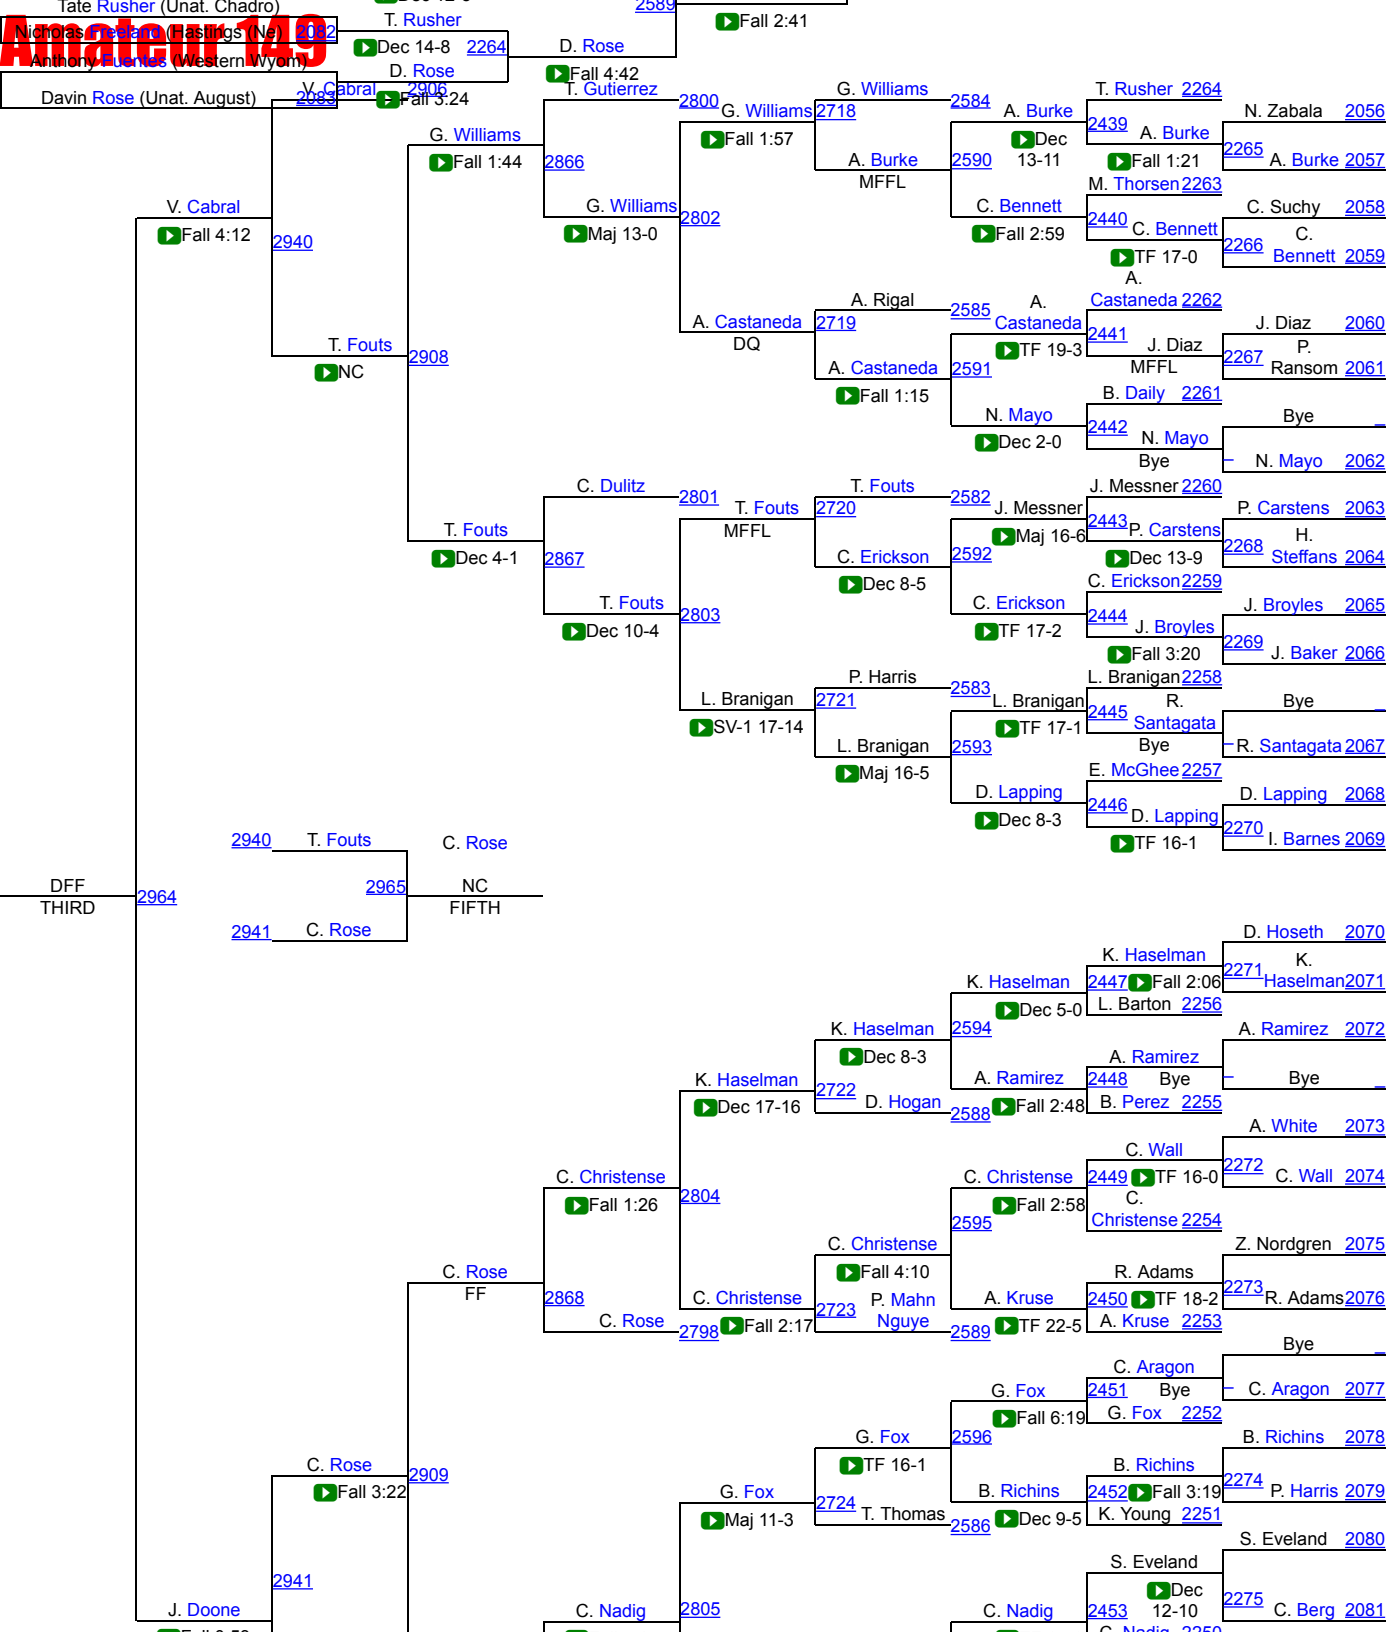 Tate Rusher (Unat. Chadro)
Nicholas Freeland (Hastings (Ne) 2082
Amateur 149
Anthony Fuentes (Western Wyom)
Davin Rose (Unat. August) 2083
T. Rusher
Dec 14-8 2264
D. Rose
Fall 3:24
D. Rose
Fall 4:42
2589
Fall 2:41
V. Cabral 2906
V. Cabral
Fall 4:12
2940
T. Fouts
NC
2908
G. Williams
Fall 1:44
2866
T. Gutierrez 2800
G. Williams 2802
Maj 13-0
G. Williams 2718
Fall 1:57
G. Williams 2584
A. Burke 2590
MFFL
A. Burke 2439
Dec
13-11
T. Rusher 2264
A. Burke 2265
Fall 1:21
N. Zabala 2056
A. Burke 2057
C. Bennett 2440
Fall 2:59
M. Thorsen 2263
C. Bennett 2266
TF 17-0
C. Suchy 2058
C.
Bennett 2059
A. Castaneda 2719
DQ
A. Rigal 2585
A. Castaneda 2591
Fall 1:15
A.
Castaneda 2441
TF 19-3
A.
Castaneda 2262
J. Diaz 2267
MFFL
J. Diaz 2060
P.
Ransom 2061
N. Mayo 2442
Dec 2-0
B. Daily 2261
N. Mayo
Bye
Bye
N. Mayo 2062
T. Fouts
Dec 4-1
2867
C. Dulitz 2801
T. Fouts 2803
Dec 10-4
T. Fouts 2720
MFFL
T. Fouts 2582
C. Erickson 2592
Dec 8-5
J. Messner 2443
Maj 16-6
J. Messner 2260
P. Carstens 2268
Dec 13-9
P. Carstens 2063
H.
Steffans 2064
C. Erickson 2444
TF 17-2
C. Erickson 2259
J. Broyles 2269
Fall 3:20
J. Broyles 2065
J. Baker 2066
L. Branigan 2721
SV-1 17-14
P. Harris 2583
L. Branigan 2593
Maj 16-5
L. Branigan 2445
TF 17-1
L. Branigan 2258
R.
Santagata
Bye
Bye
R. Santagata 2067
D. Lapping 2446
Dec 8-3
E. McGhee 2257
D. Lapping 2270
TF 16-1
D. Lapping 2068
I. Barnes 2069
2940 T. Fouts
2965
2941 C. Rose
C. Rose
NC
FIFTH
DFF
THIRD
2964
D. Hoseth 2070
K.
Haselman 2071
K. Haselman 2271
Fall 2:06
L. Barton 2256
K. Haselman 2447
Dec 5-0
K. Haselman 2594
Dec 8-3
A. Ramirez 2072
Bye
A. Ramirez
Bye
B. Perez 2255
A. Ramirez 2448
Fall 2:48
D. Hogan 2588
K. Haselman 2722
Dec 17-16
C. Christense 2804
Fall 1:26
A. White 2073
C. Wall 2074
C. Wall 2272
TF 16-0
C.
Christense 2254
C. Christense 2449
Fall 2:58
C. Christense 2595
Fall 4:10
Z. Nordgren 2075
R. Adams 2076
R. Adams 2273
TF 18-2
A. Kruse 2253
A. Kruse 2450
TF 22-5
P. Mahn
Nguye 2589
C. Christense 2723
Fall 2:17
C. Rose 2798
C. Rose 2868
FF
Bye
C. Aragon 2077
C. Aragon
Bye
G. Fox 2252
G. Fox 2451
Fall 6:19
G. Fox 2596
TF 16-1
B. Richins 2078
P. Harris 2079
B. Richins 2274
Fall 3:19
K. Young 2251
B. Richins 2452
Dec 9-5
T. Thomas 2586
G. Fox 2724
Maj 11-3
C. Rose 2909
Fall 3:22
S. Eveland 2080
C. Berg 2081
S. Eveland 2275
Dec
12-10
C. Nadig 2453
C. Nadig 2805
J. Doone 2941
C. Nadig 2250